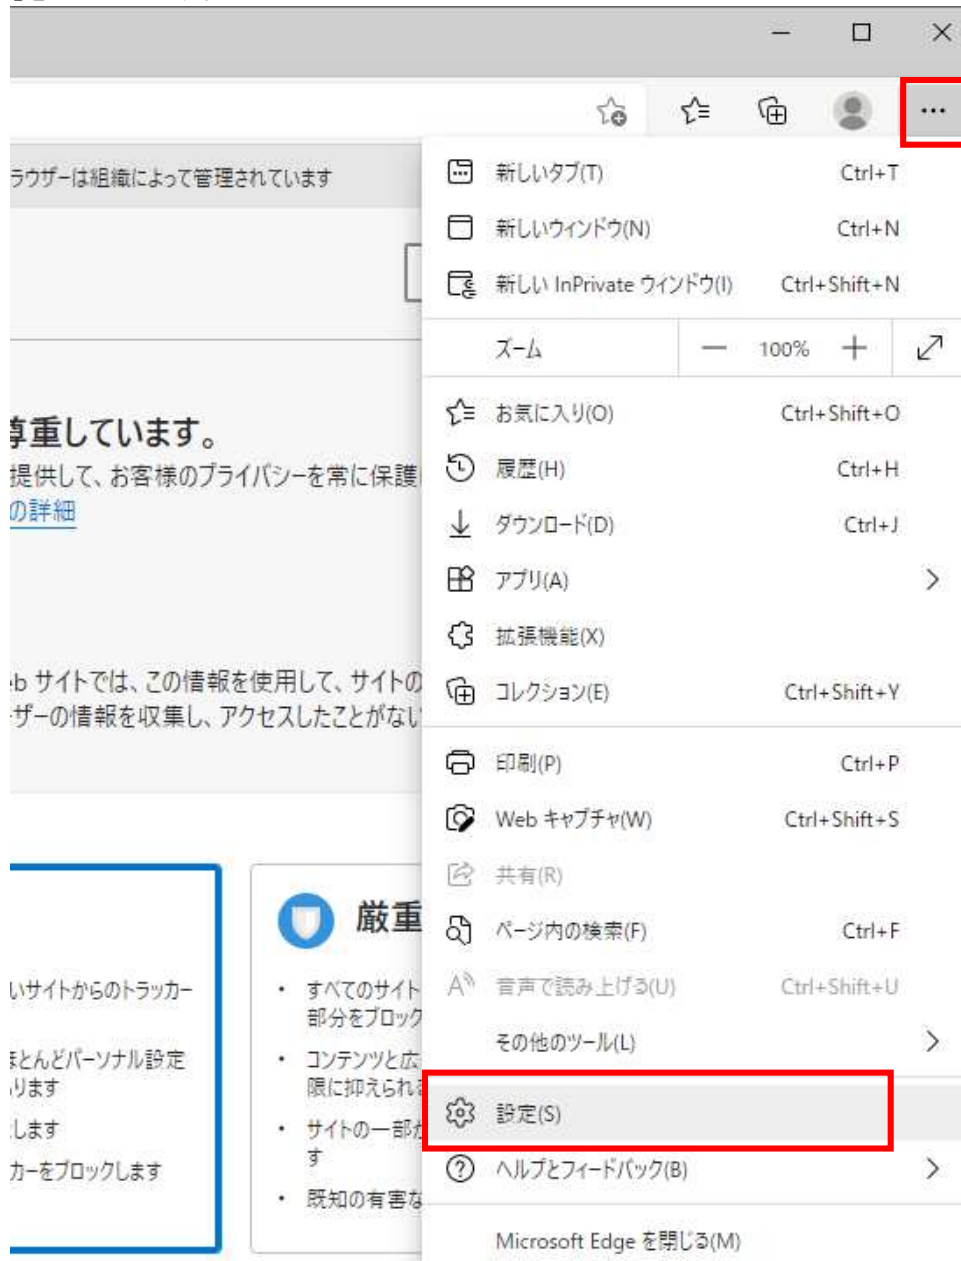 ラウザーは組織によって管理されています
新しいタブ(T) Ctrl+T
新しいウィンドウ(N) Ctrl+N
新しい InPrivate ウィンドウ(I) Ctrl+Shift+N
ズーム 100%
お気に入り(O) Ctrl+Shift+O
履歴(H) Ctrl+H
ダウンロード(D) Ctrl+J
アプリ(A)
拡張機能(X)
コレクション(E) Ctrl+Shift+Y
印刷(P) Ctrl+P
Web キャプチャ(W) Ctrl+Shift+S
共有(R)
ページ内の検索(F) Ctrl+F
音声で読み上げる(U) Ctrl+Shift+U
その他のツール(L)
設定(S)
ヘルプとフィードバック(B)
Microsoft Edge を閉じる(M)
尊重しています。
提供して、お客様のプライバシーを常に保護
の詳細
b サイトでは、この情報を使用して、サイトの
ザーの情報を収集し、アクセスしたことがない
いサイトからのトラッカー
ほとんどパーソナル設定
ります
します
カーをブロックします
厳重
• すべてのサイト
部分をブロック
• コンテンツと広
限に抑えられ
• サイトの一部が
す
• 既知の有害な